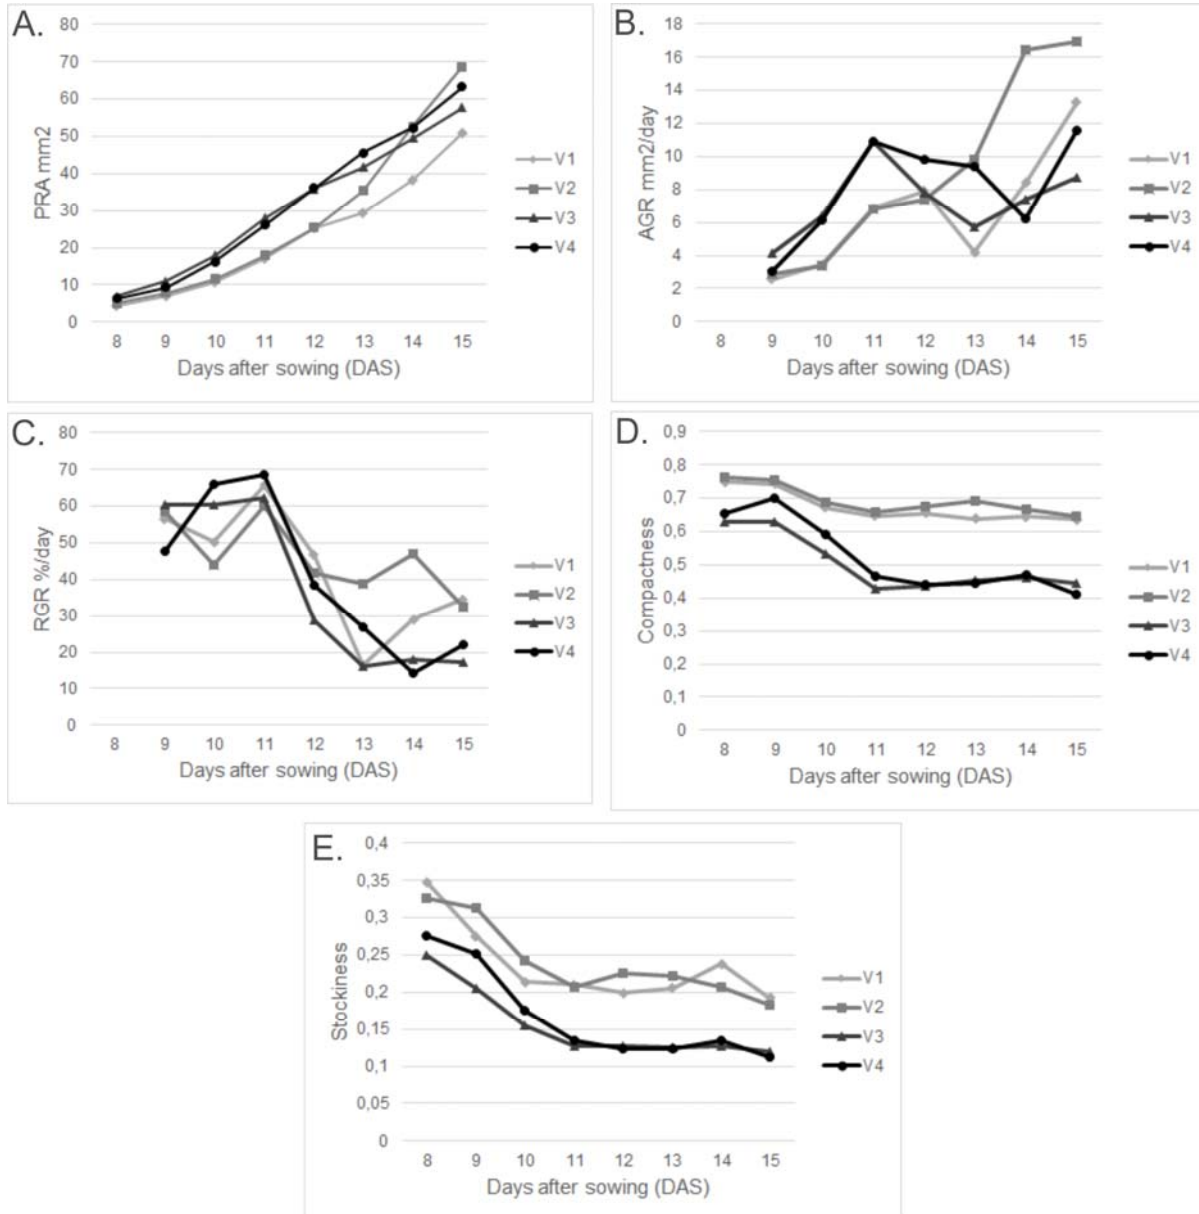 A.
80
70
60
50
40
30
20
10
0
PRA mm2
8 9 10 11 12 13 14 15
Days after sowing (DAS)
V1
V2
V3
V4
B.
18
16
14
12
10
8
6
4
2
0
AGR mm2/day
8 9 10 11 12 13 14 15
Days after sowing (DAS)
V1
V2
V3
V4
C.
80
70
60
50
40
30
20
10
0
RGR %/day
8 9 10 11 12 13 14 15
Days after sowing (DAS)
V1
V2
V3
V4
D.
0,9
0,8
0,7
0,6
0,5
0,4
0,3
0,2
0,1
0
Compactness
8 9 10 11 12 13 14 15
Days after sowing (DAS)
V1
V2
V3
V4
E.
0,4
0,35
0,3
0,25
0,2
0,15
0,1
0,05
0
Stockiness
8 9 10 11 12 13 14 15
Days after sowing (DAS)
V1
V2
V3
V4